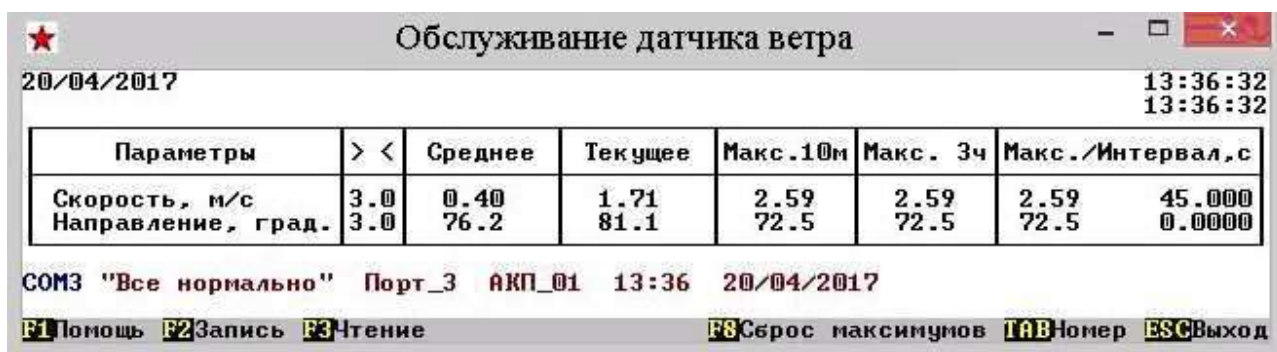 Обслуживание датчика ветра
20/04/2017 13:36:32
13:36:32
Параметры > < Среднее Текущее Макс.10м Макс. 3ч Макс./Интервал,с
Скорость, м/с 3.0 0.40 1.71 2.59 2.59 2.59 45.000
Направление, град. 3.0 76.2 81.1 72.5 72.5 72.5 0.0000
COM3 "Все нормально" Порт_3 АКП_01 13:36 20/04/2017
F1Помощь F2Запись F3Чтение F8Сброс максимумов TABНомер ESCВыход